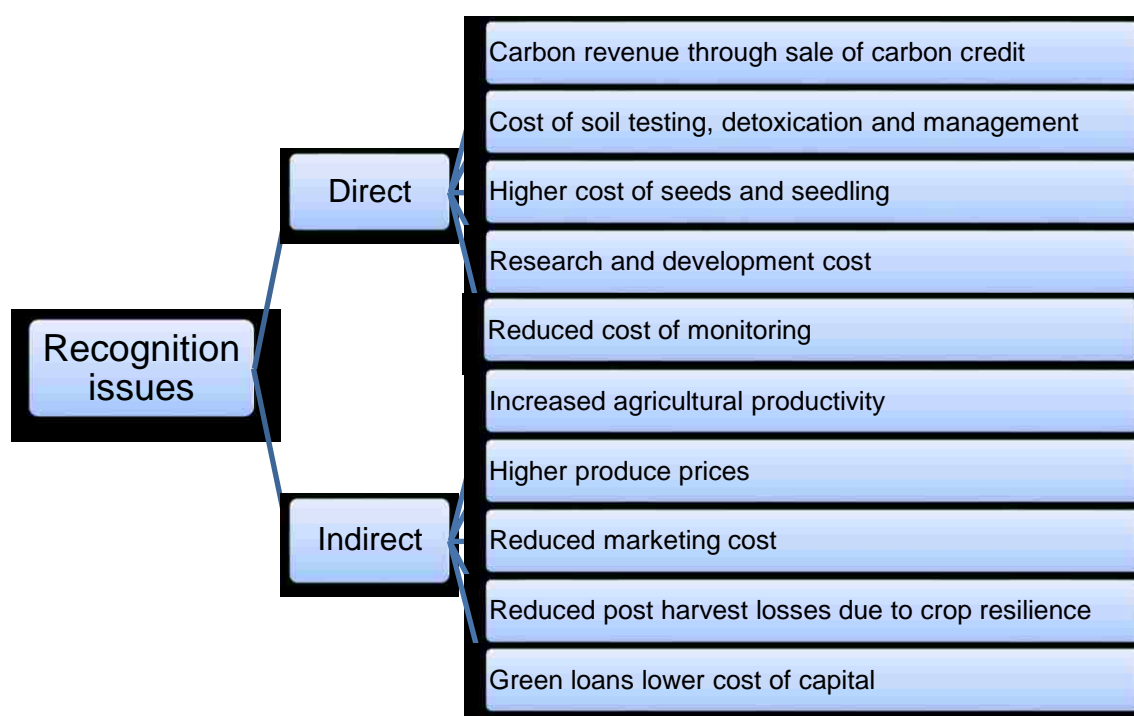 Recognition
issues
Direct
Carbon revenue through sale of carbon credit
Cost of soil testing, detoxication and management
Higher cost of seeds and seedling
Research and development cost
Reduced cost of monitoring
Indirect
Increased agricultural productivity
Higher produce prices
Reduced marketing cost
Reduced post harvest losses due to crop resilience
Green loans lower cost of capital